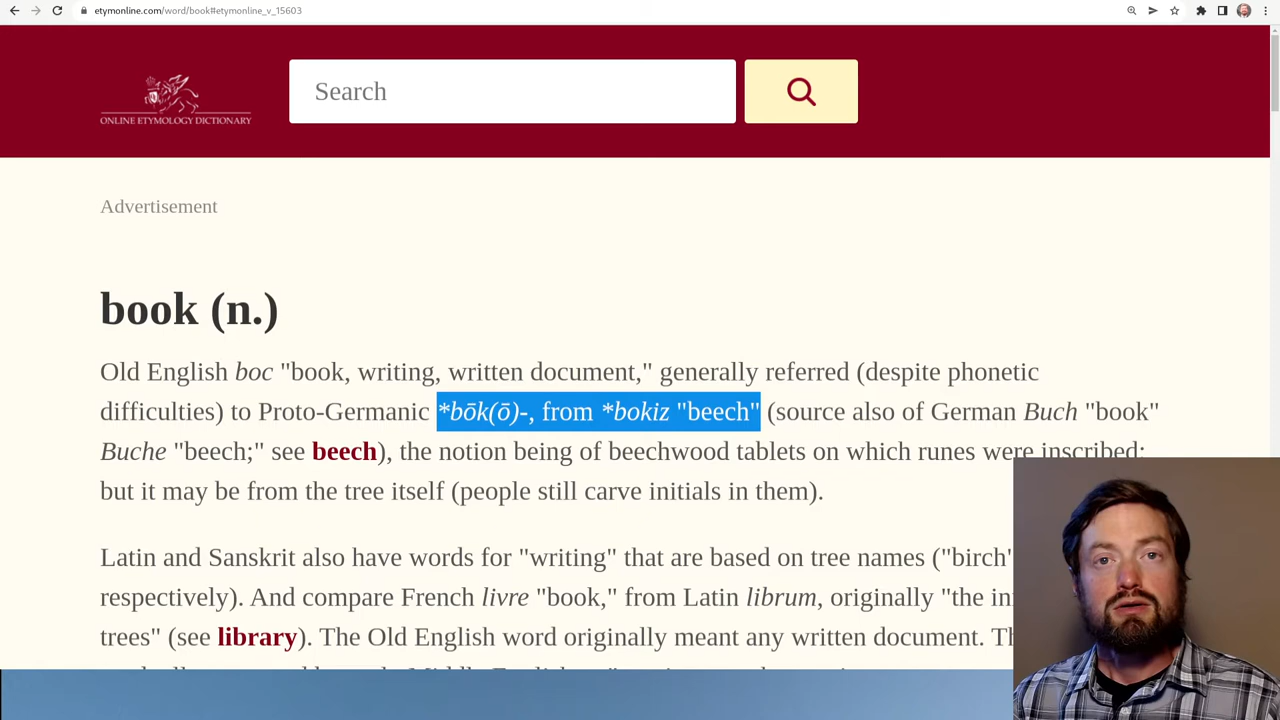 etymonline.com/word/book#etymonline_v_15603
Search
ONLINE ETYMOLOGY DICTIONARY
Advertisement
book (n.)
Old English boc "book, writing, written document," generally referred (despite phonetic
difficulties) to Proto-Germanic *bōk(ō)-, from *bokiz "beech" (source also of German Buch "book"
Buche "beech;" see beech), the notion being of beechwood tablets on which runes were inscribed;
but it may be from the tree itself (people still carve initials in them).
Latin and Sanskrit also have words for "writing" that are based on tree names ("birch"
respectively). And compare French livre "book," from Latin librum, originally "the
trees" (see library). The Old English word originally meant any written document.